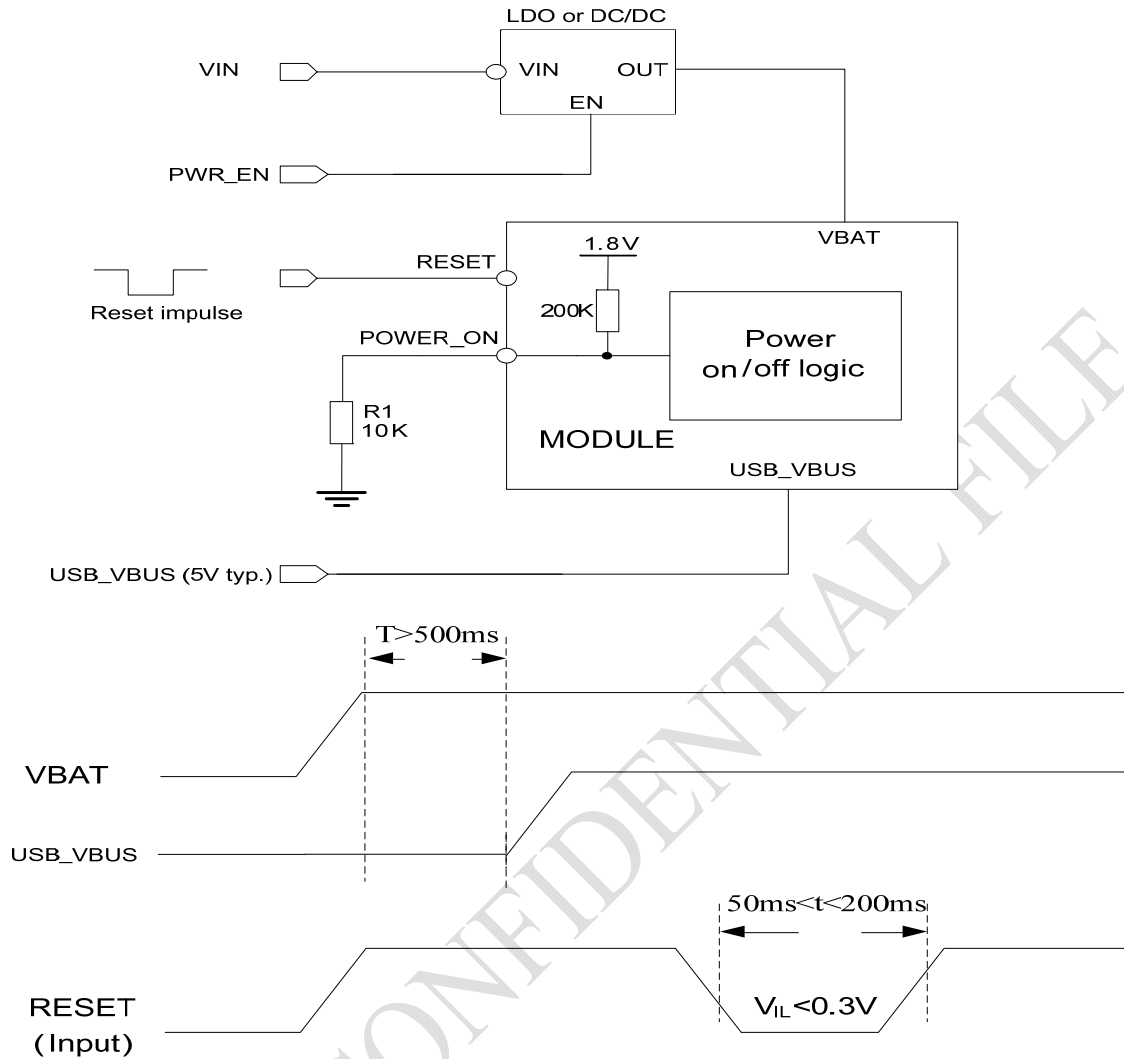 LDO or DC/DC
VIN
VIN
OUT
EN
PWR_EN
VBAT
1.8V
RESET
Reset impulse
200K
POWER_ON
Power
on/off logic
R1
10K
MODULE
USB_VBUS
USB_VBUS (5V typ.)
T>500ms
VBAT
USB_VBUS
50ms<t<200ms
RESET
(Input)
VIL<0.3V
CONFIDENTIAL FILE